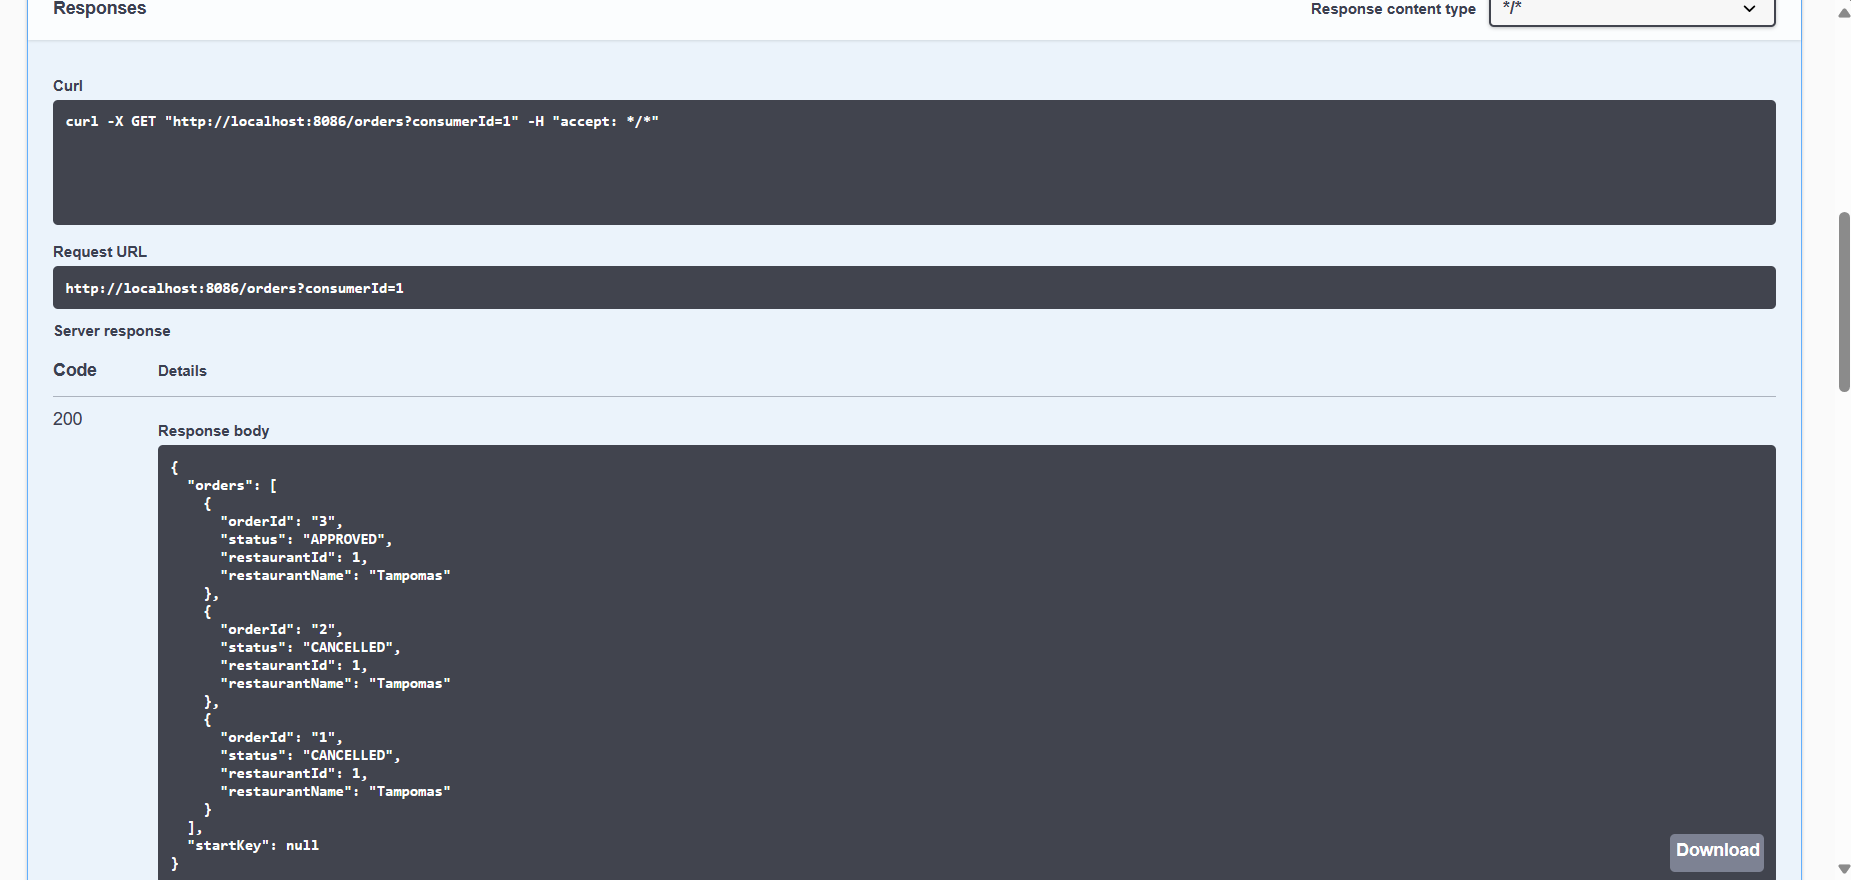 Responses
Response content type */*
Curl
curl -X GET "http://localhost:8086/orders?consumerId=1" -H "accept: */*"
Request URL
http://localhost:8086/orders?consumerId=1
Server response
Code Details
200
Response body
{
  "orders": [
    {
      "orderId": "3",
      "status": "APPROVED",
      "restaurantId": 1,
      "restaurantName": "Tampomas"
    },
    {
      "orderId": "2",
      "status": "CANCELLED",
      "restaurantId": 1,
      "restaurantName": "Tampomas"
    },
    {
      "orderId": "1",
      "status": "CANCELLED",
      "restaurantId": 1,
      "restaurantName": "Tampomas"
    }
  ],
  "startKey": null
}
Download